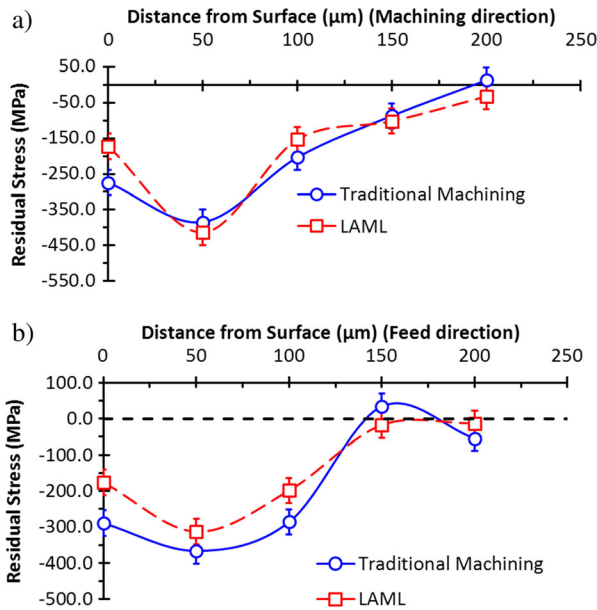 a)
Distance from Surface (µm) (Machining direction)
0 50 100 150 200 250
50.0
-50.0
-150.0
-250.0
-350.0
-450.0
-550.0
Residual Stress (MPa)
Traditional Machining
LAML
b)
Distance from Surface (µm) (Feed direction)
0 50 100 150 200 250
100.0
0.0
-100.0
-200.0
-300.0
-400.0
-500.0
Residual Stress (MPa)
Traditional Machining
LAML